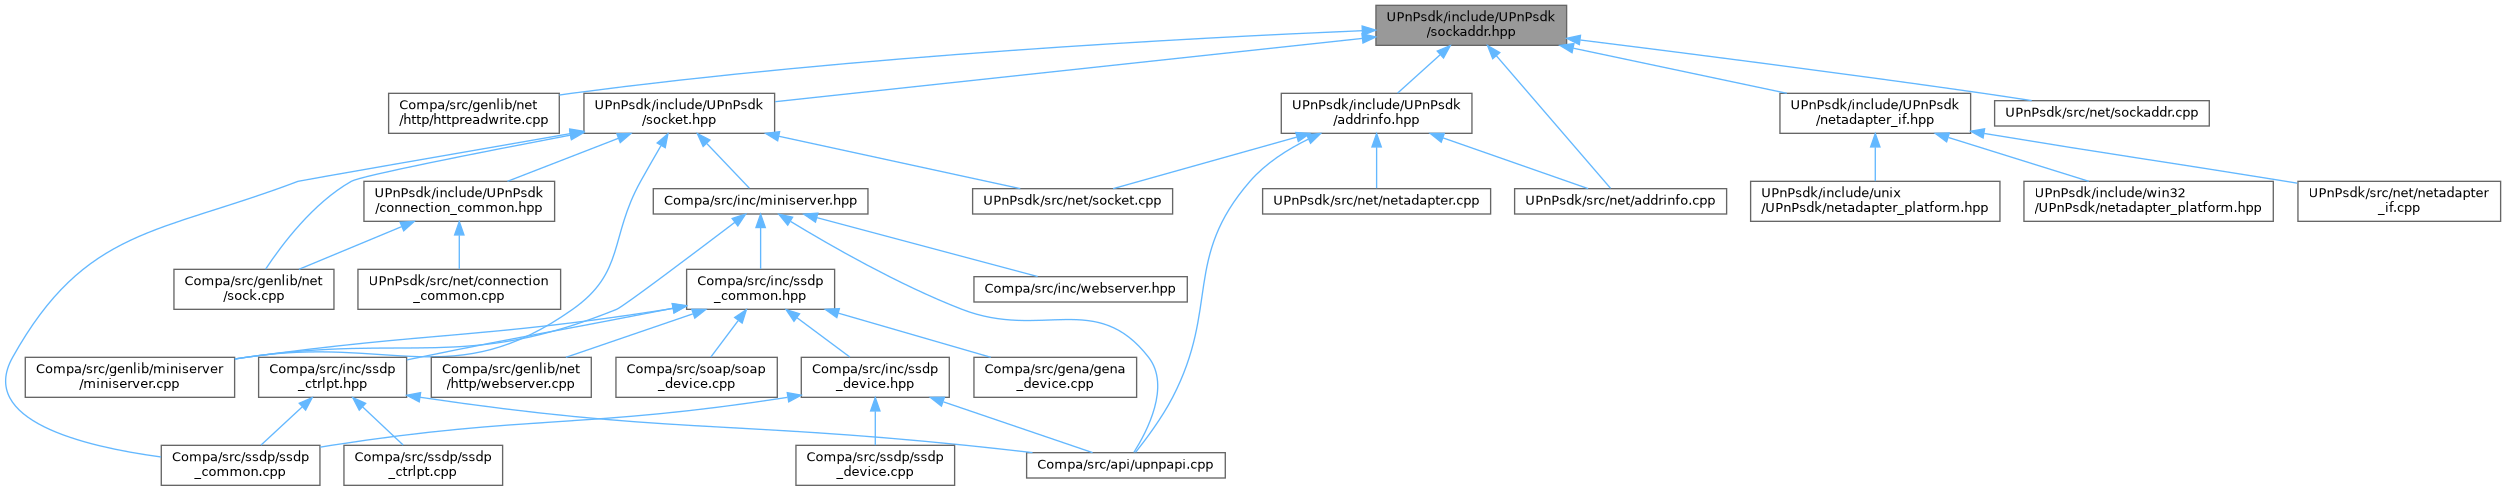 UPnPsdk/include/UPnPsdk
/sockaddr.hpp
Compa/src/genlib/net
/http/httpreadwrite.cpp
UPnPsdk/include/UPnPsdk
/socket.hpp
UPnPsdk/include/UPnPsdk
/addrinfo.hpp
UPnPsdk/include/UPnPsdk
/netadapter_if.hpp
UPnPsdk/src/net/sockaddr.cpp
UPnPsdk/include/UPnPsdk
/connection_common.hpp
Compa/src/inc/miniserver.hpp
UPnPsdk/src/net/socket.cpp
UPnPsdk/src/net/netadapter.cpp
UPnPsdk/src/net/addrinfo.cpp
UPnPsdk/include/unix
/UPnPsdk/netadapter_platform.hpp
UPnPsdk/include/win32
/UPnPsdk/netadapter_platform.hpp
UPnPsdk/src/net/netadapter
_if.cpp
Compa/src/genlib/net
/sock.cpp
UPnPsdk/src/net/connection
_common.cpp
Compa/src/inc/ssdp
_common.hpp
Compa/src/inc/webserver.hpp
Compa/src/genlib/miniserver
/miniserver.cpp
Compa/src/inc/ssdp
_ctrlpt.hpp
Compa/src/genlib/net
/http/webserver.cpp
Compa/src/soap/soap
_device.cpp
Compa/src/inc/ssdp
_device.hpp
Compa/src/gena/gena
_device.cpp
Compa/src/ssdp/ssdp
_common.cpp
Compa/src/ssdp/ssdp
_ctrlpt.cpp
Compa/src/ssdp/ssdp
_device.cpp
Compa/src/api/upnpapi.cpp